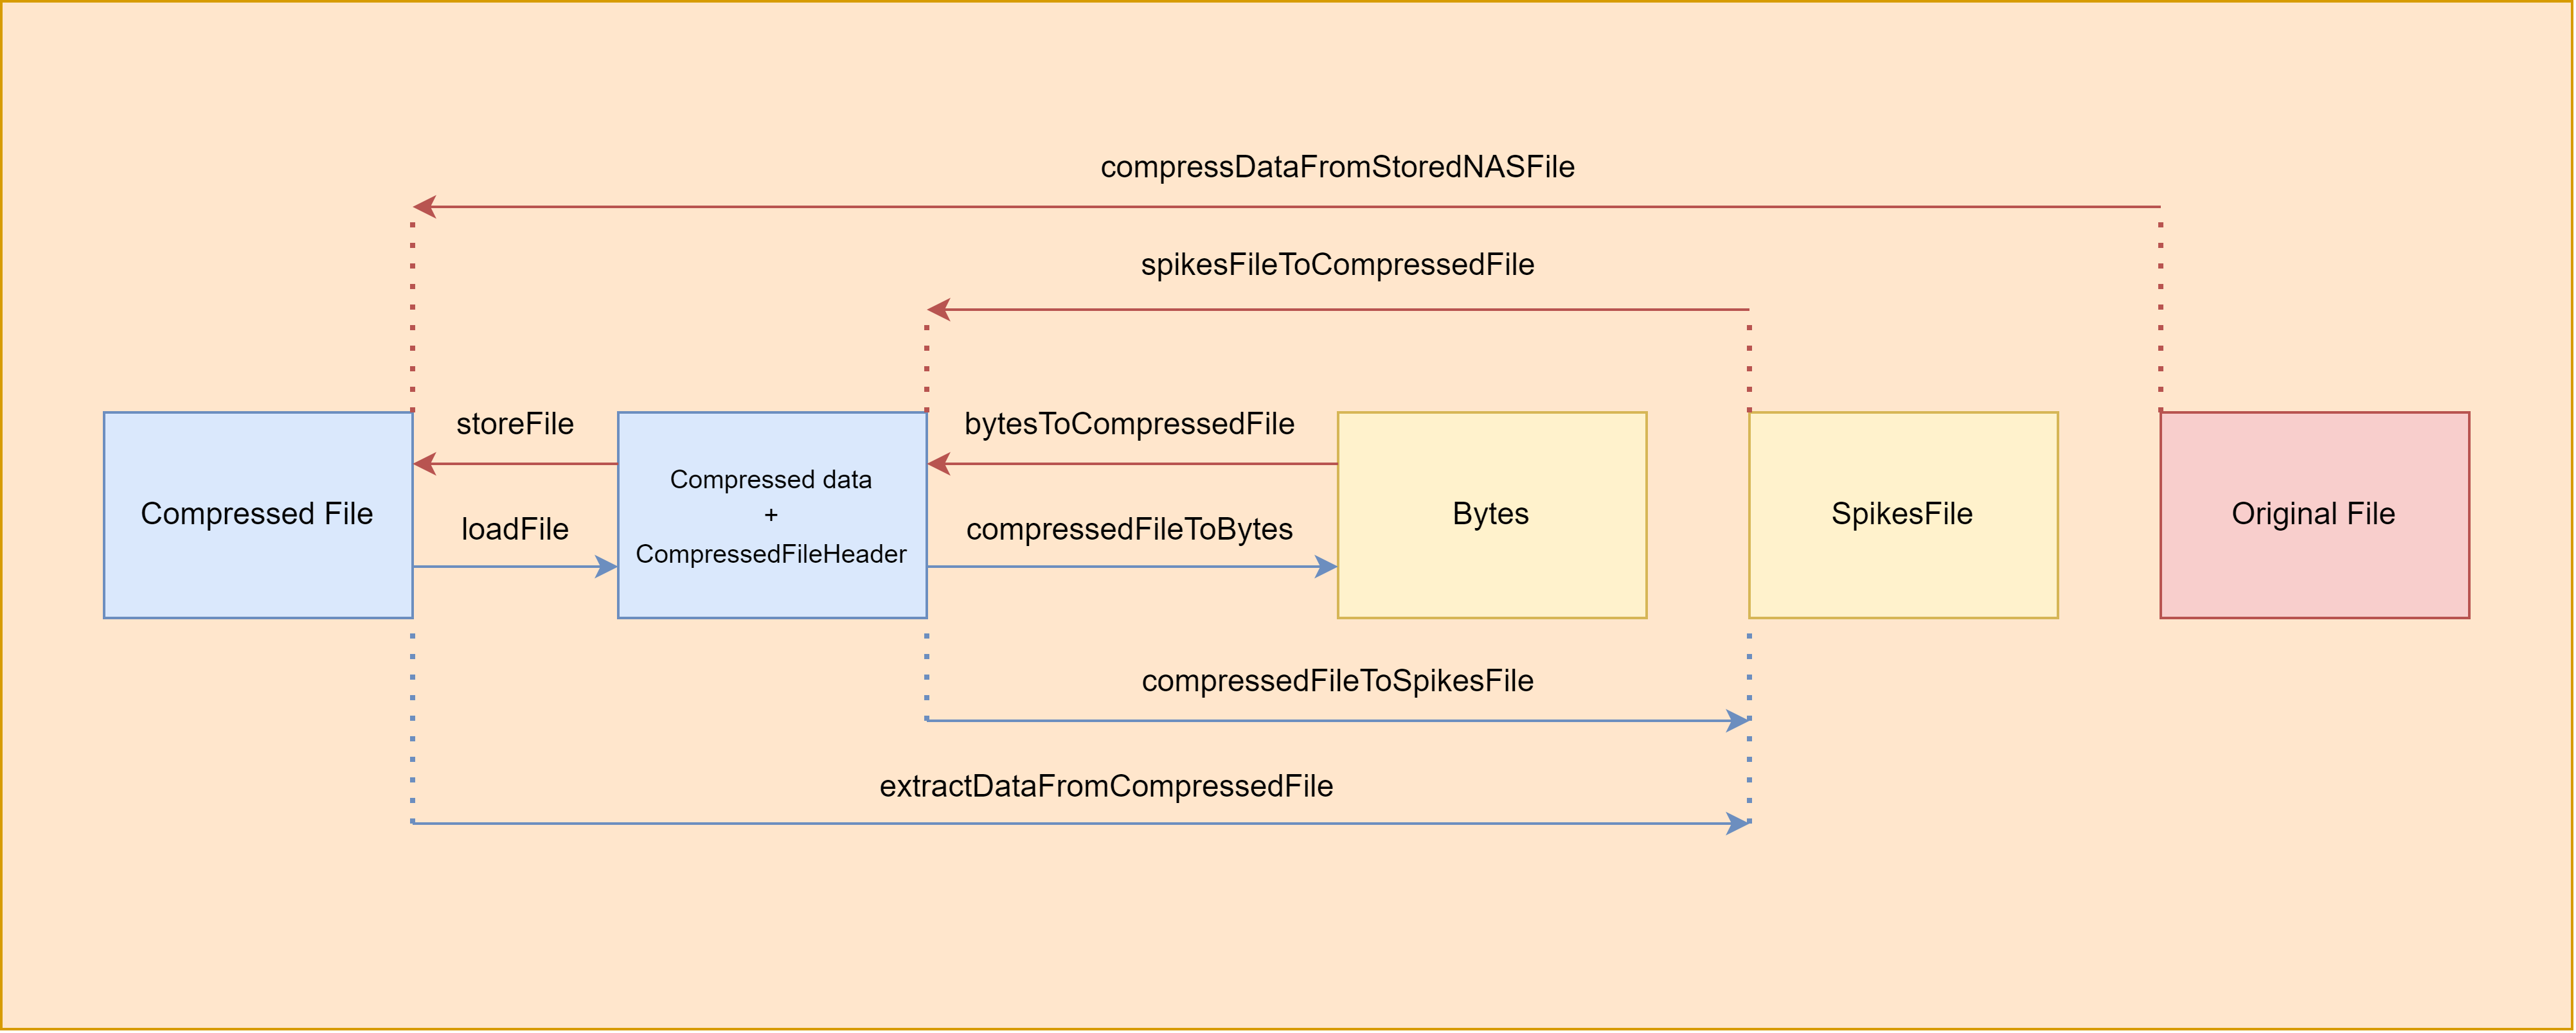 compressDataFromStoredNASFile
spikesFileToCompressedFile
storeFile
bytesToCompressedFile
Compressed File
loadFile
Compressed data
+
CompressedFileHeader
compressedFileToBytes
Bytes
SpikesFile
Original File
compressedFileToSpikesFile
extractDataFromCompressedFile